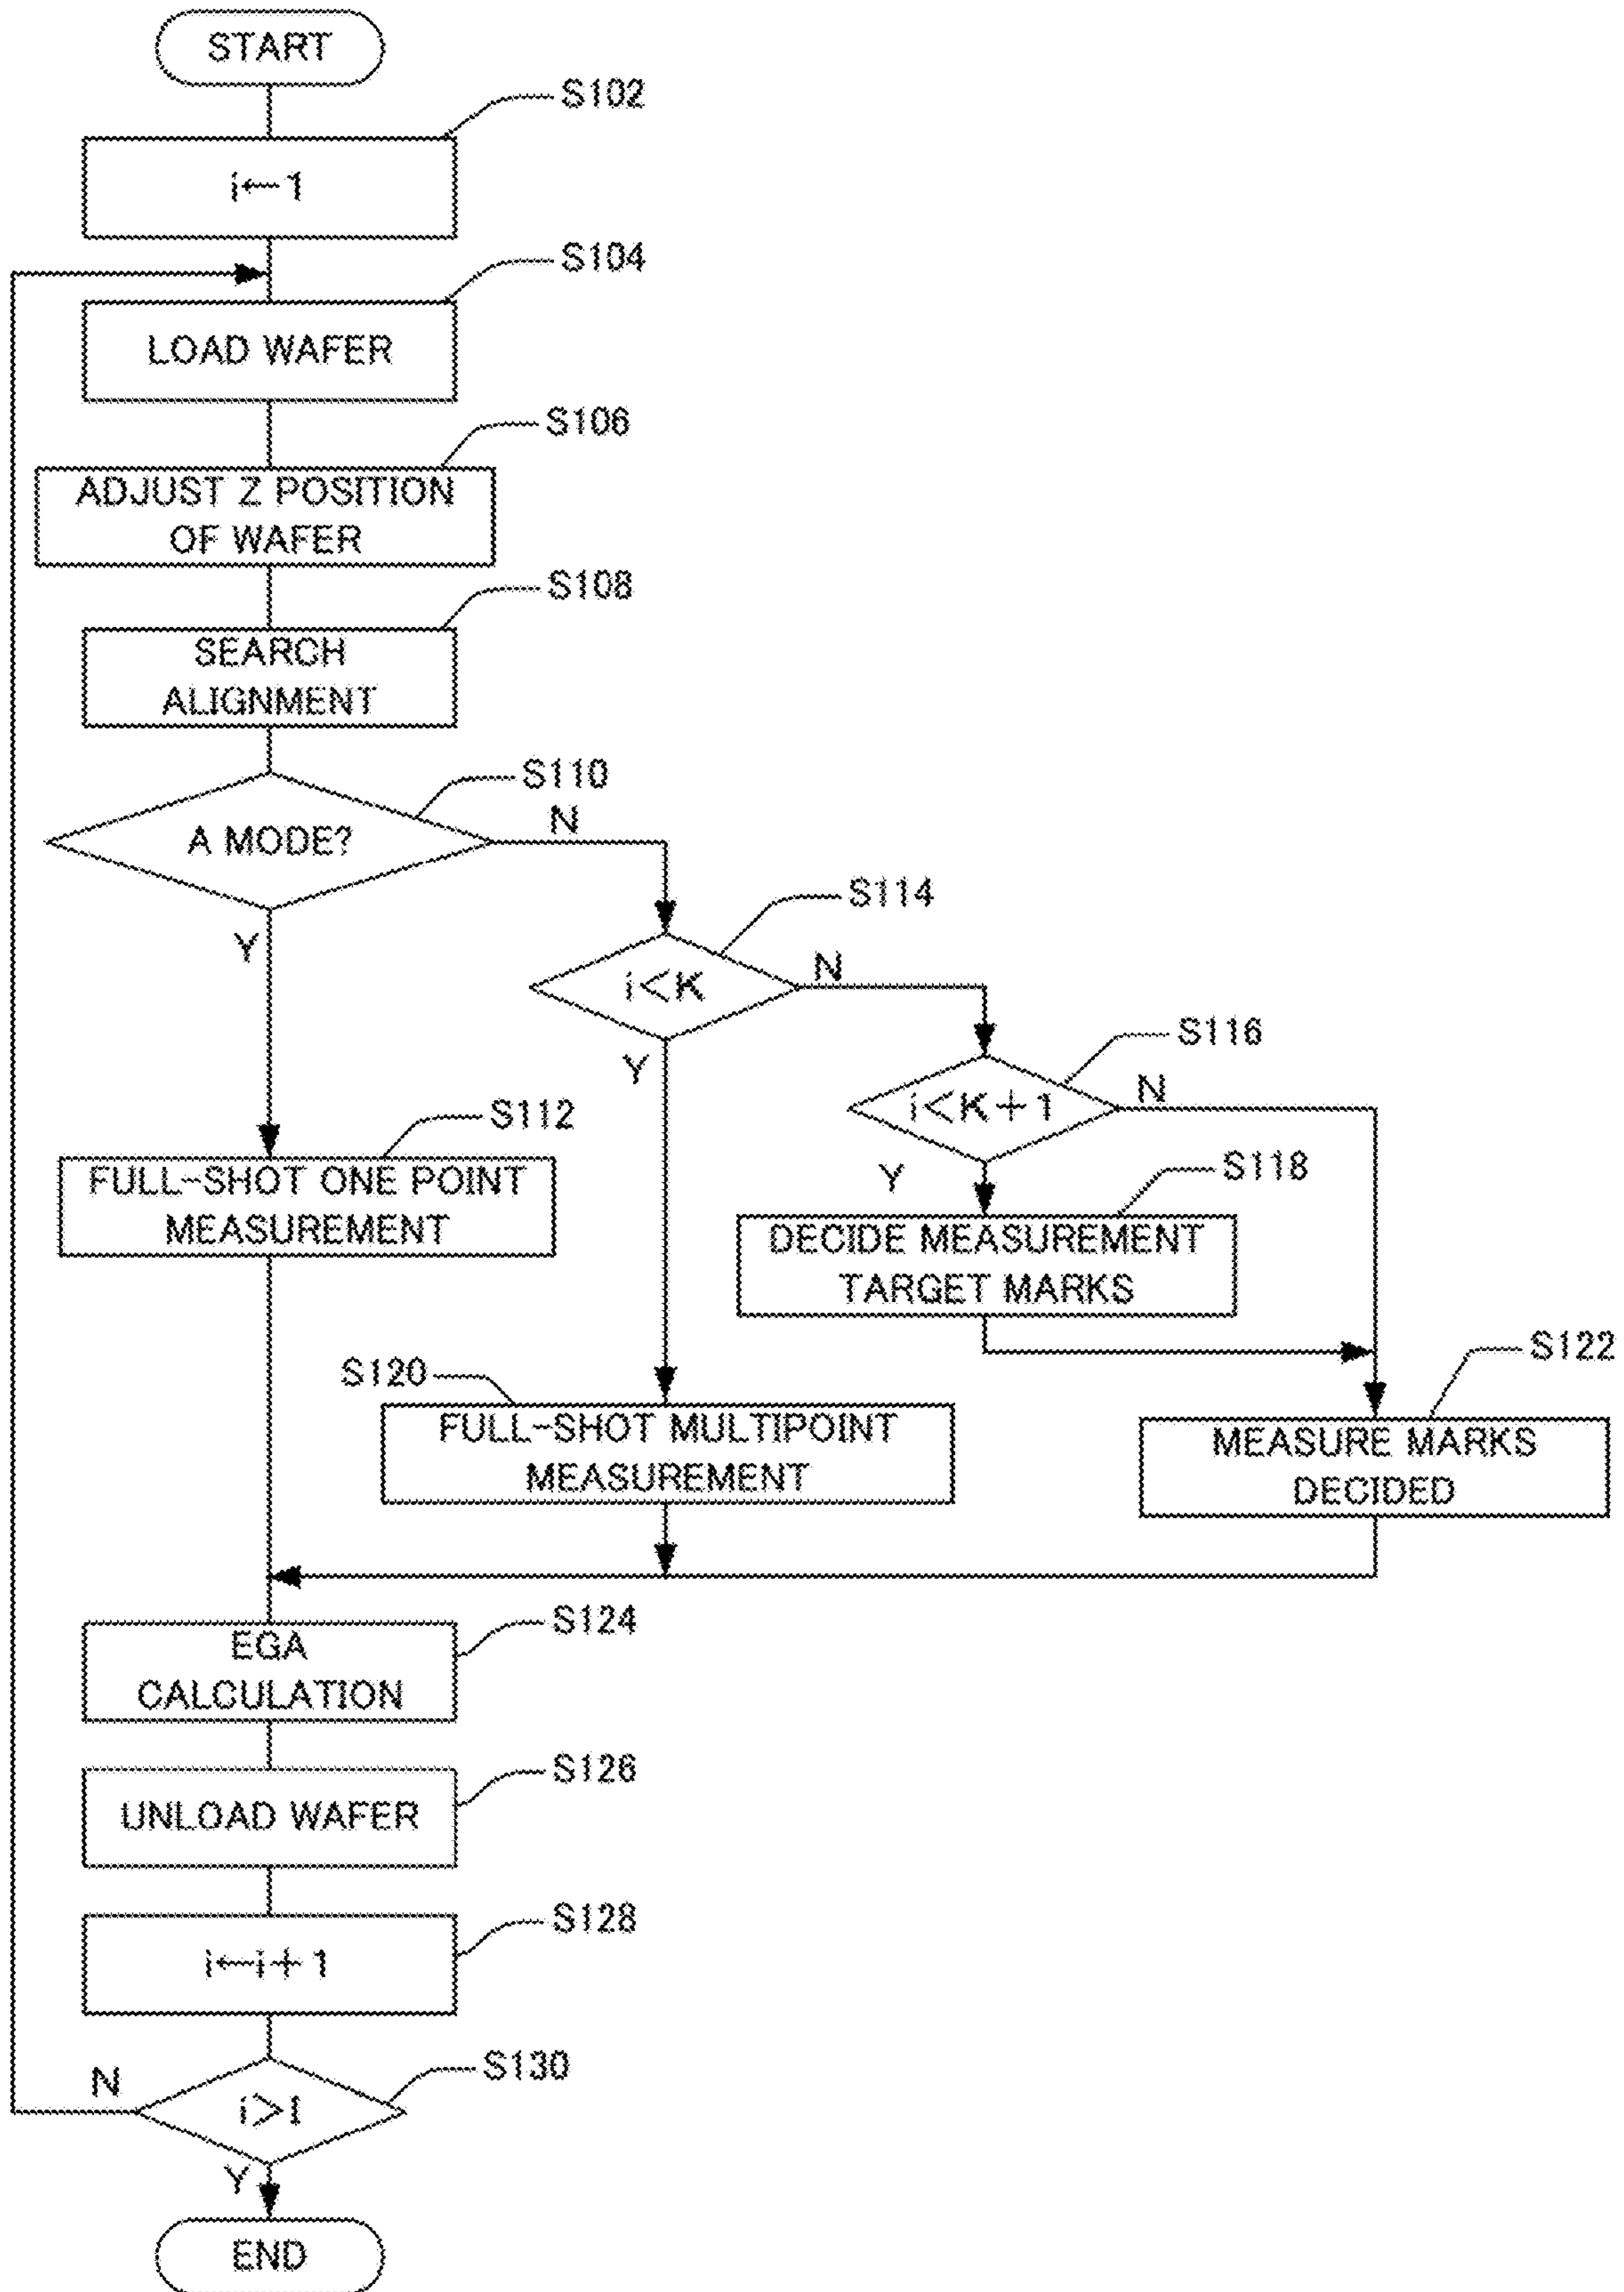 START
S102
i←1
S104
LOAD WAFER
S106
ADJUST Z POSITION
OF WAFER
S108
SEARCH
ALIGNMENT
S110
A MODE?
N
S114
Y
i<K
N
S116
Y
i<K+1
N
S112
FULL-SHOT ONE POINT
MEASUREMENT
Y
S118
DECIDE MEASUREMENT
TARGET MARKS
S122
S120
FULL-SHOT MULTIPOINT
MEASUREMENT
MEASURE MARKS
DECIDED
S124
EGA
CALCULATION
S126
UNLOAD WAFER
S128
i←i+1
S130
N
i>I
Y
END